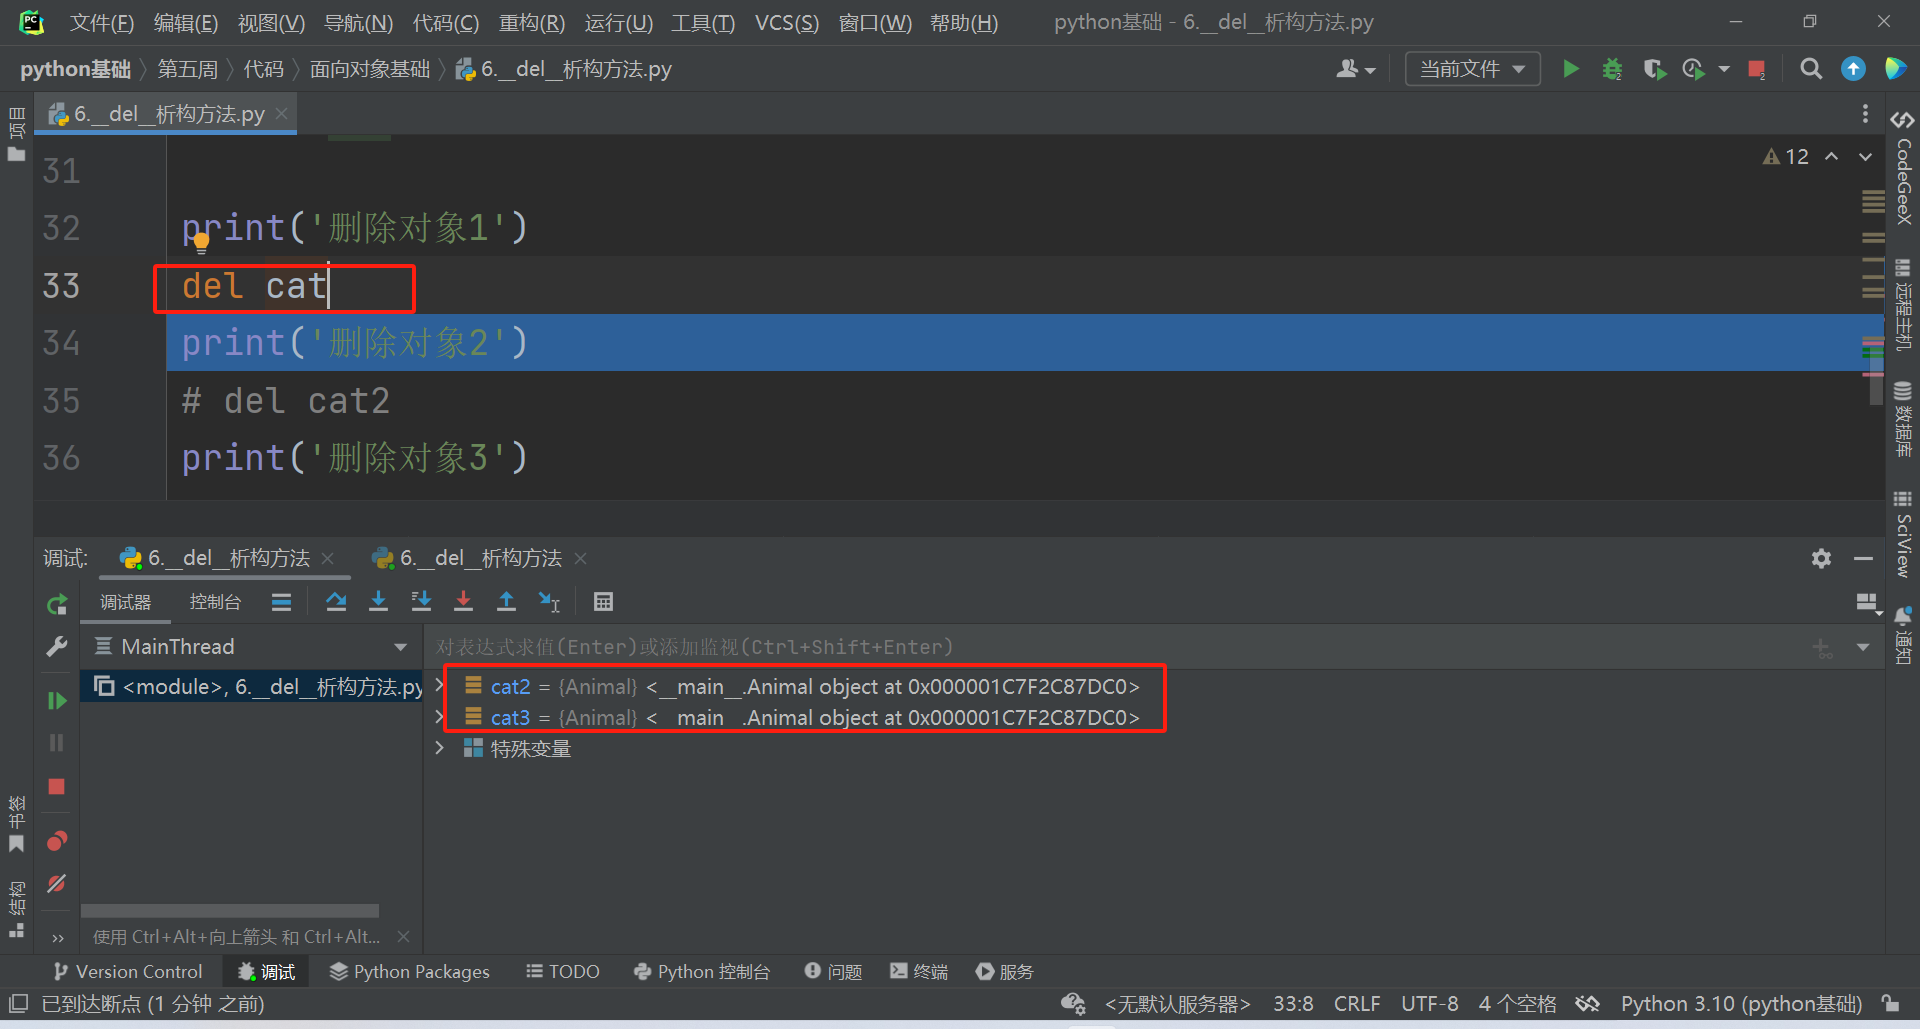 文件(F) 编辑(E) 视图(V) 导航(N) 代码(C) 重构(R) 运行(U) 工具(T) VCS(S) 窗口(W) 帮助(H) python基础 - 6.__del__析构方法.py
python基础 第五周 代码 面向对象基础 6.__del__析构方法.py 当前文件
项目
6.__del__析构方法.py
12
31
32 print('删除对象1')
33 del cat
34 print('删除对象2')
35 # del cat2
36 print('删除对象3')
CodeGeeX
远程主机
数据库
SciView
通知
调试: 6.__del__析构方法 6.__del__析构方法
调试器 控制台
MainThread
对表达式求值(Enter)或添加监视(Ctrl+Shift+Enter)
<module>, 6.__del__析构方法.py
cat2 = {Animal} <__main__.Animal object at 0x000001C7F2C87DC0>
cat3 = {Animal} <__main__.Animal object at 0x000001C7F2C87DC0>
特殊变量
书签
结构
使用 Ctrl+Alt+向上箭头 和 Ctrl+Alt...
Version Control 调试 Python Packages TODO Python 控制台 问题 终端 服务
已到达断点 (1 分钟 之前) <无默认服务器> 33:8 CRLF UTF-8 4 个空格 Python 3.10 (python基础)